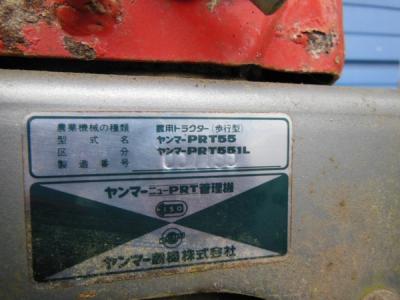 農業機械の種類 農用トラクター(歩行型)
型式名 ヤンマーPRT55
区分 ヤンマーPRT551L
製造番号
ヤンマーニューPRT管理機
ISO
ヤンマー農機株式会社